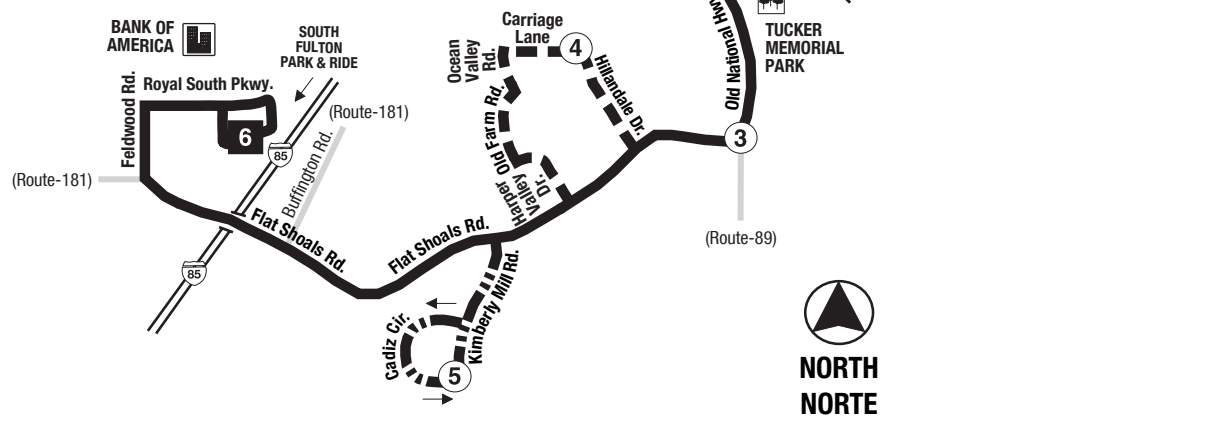 BANK OF
AMERICA
SOUTH
FULTON
PARK & RIDE
Carriage
Lane
4
Ocean
Valley
Rd.
Hillandale Dr.
Old National Hwy
TUCKER
MEMORIAL
PARK
Royal South Pkwy.
Feldwood Rd.
6
(Route-181)
85
Buffington Rd.
Old Farm Rd.
3
(Route-181)
Harper
Valley
Dr.
Flat Shoals Rd.
Flat Shoals Rd.
(Route-89)
85
Kimberly Mill Rd.
Cadiz Cir.
5
NORTH
NORTE